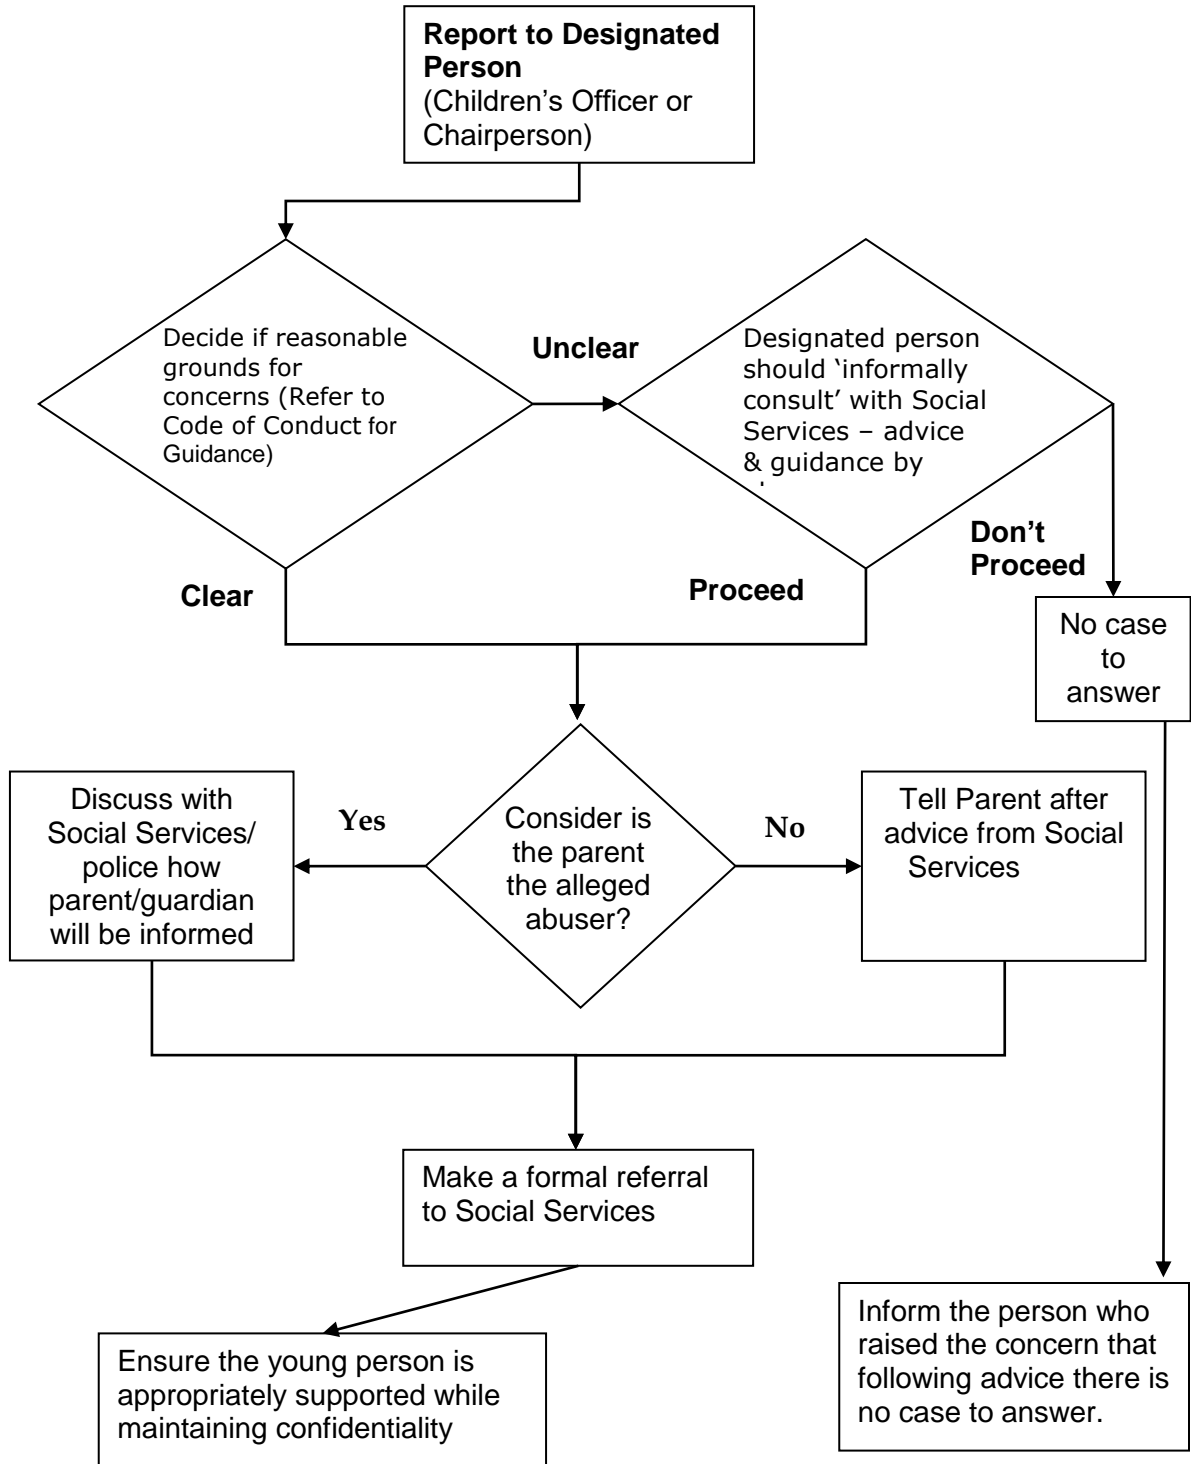 Report to Designated
Person
(Children's Officer or
Chairperson)
Decide if reasonable
grounds for
concerns (Refer to
Code of Conduct for
Guidance)
Unclear
Designated person
should ‘informally
consult’ with Social
Services – advice
& guidance by
Don't
Proceed
Clear
Proceed
No case
to
answer
Discuss with
Social Services/
police how
parent/guardian
will be informed
Yes
Consider is
the parent
the alleged
abuser?
No
Tell Parent after
advice from Social
Services
Make a formal referral
to Social Services
Ensure the young person is
appropriately supported while
maintaining confidentiality
Inform the person who
raised the concern that
following advice there is
no case to answer.